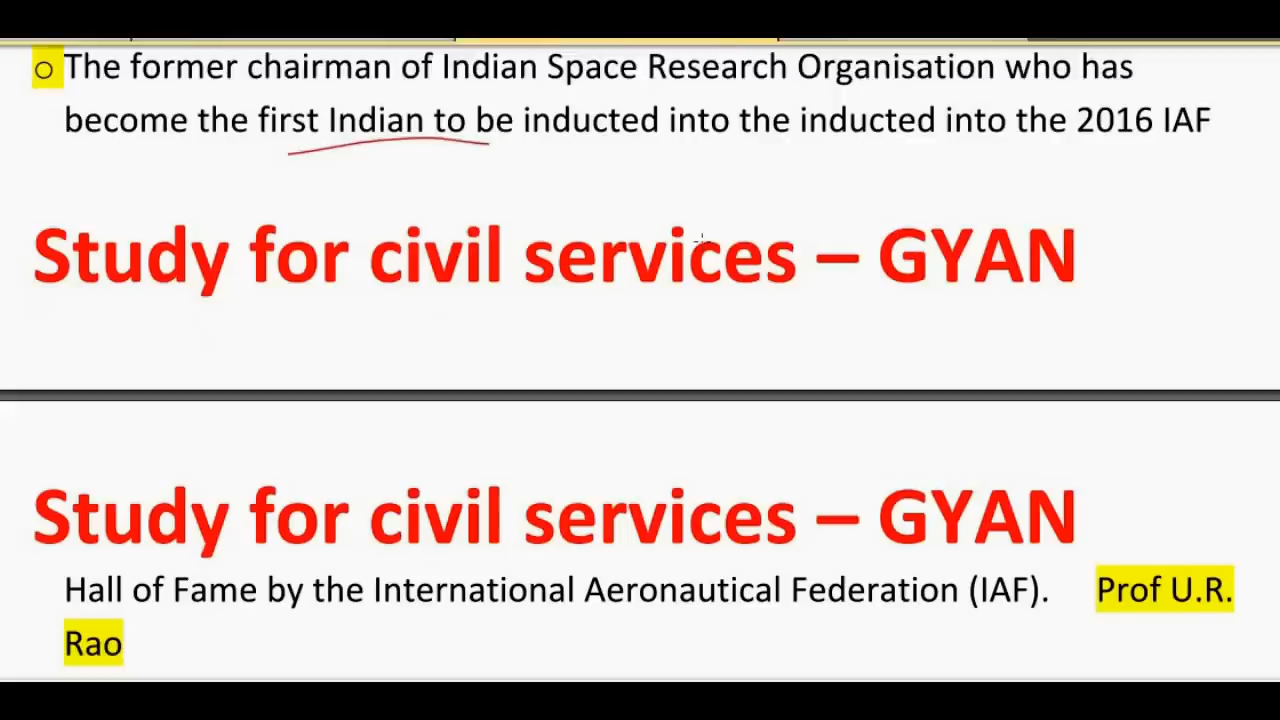 o The former chairman of Indian Space Research Organisation who has
become the first Indian to be inducted into the inducted into the 2016 IAF
Study for civil services – GYAN
Study for civil services – GYAN
Hall of Fame by the International Aeronautical Federation (IAF). Prof U.R.
Rao